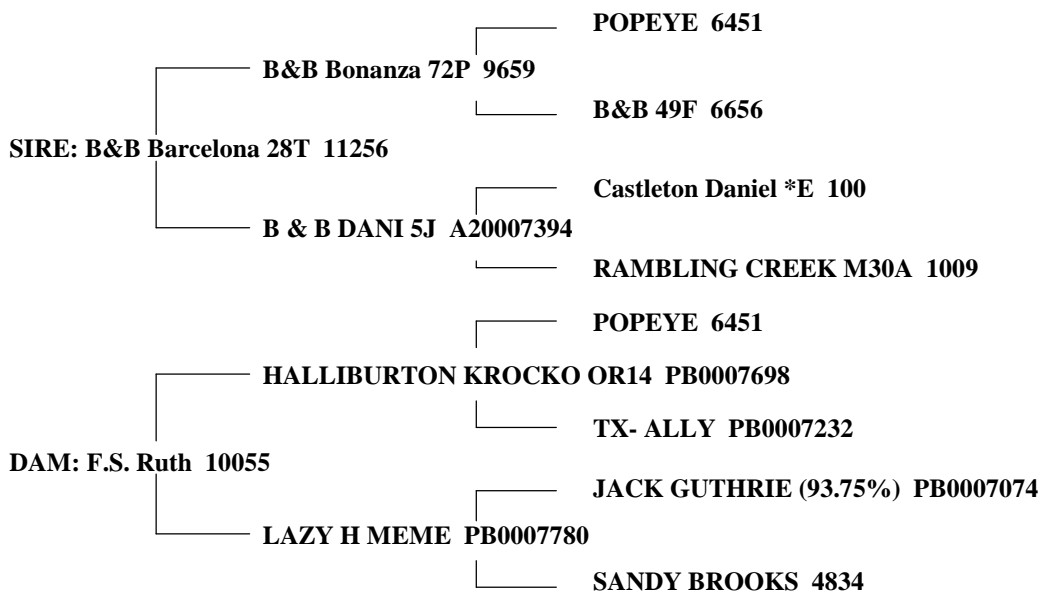 POPEYE 6451
B&B Bonanza 72P 9659
B&B 49F 6656
SIRE: B&B Barcelona 28T 11256
Castleton Daniel *E 100
B & B DANI 5J A20007394
RAMBLING CREEK M30A 1009
POPEYE 6451
HALLIBURTON KROCKO OR14 PB0007698
TX- ALLY PB0007232
DAM: F.S. Ruth 10055
JACK GUTHRIE (93.75%) PB0007074
LAZY H MEME PB0007780
SANDY BROOKS 4834